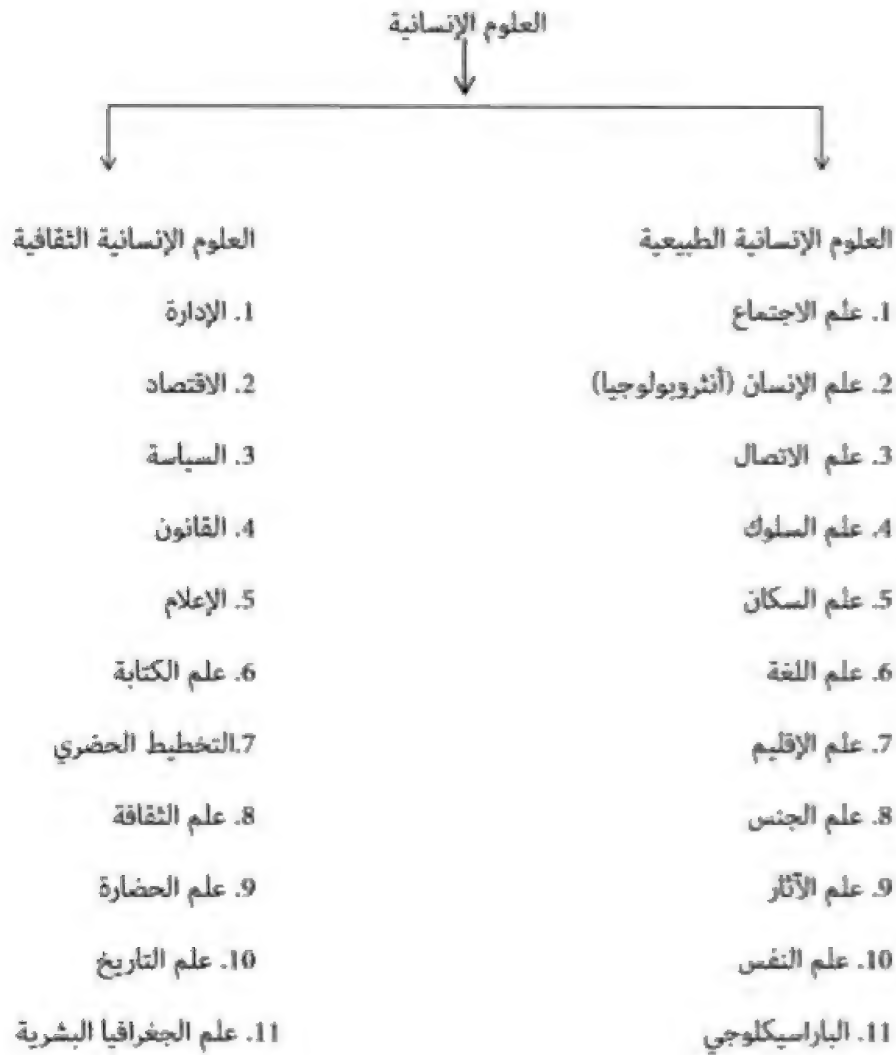 العلوم الإنسانية
العلوم الإنسانية الطبيعية
1. علم الاجتماع
2. علم الإنسان (أنثروبولوجيا)
3. علم الاتصال
4. علم السلوك
5. علم السكان
6. علم اللغة
7. علم الإقليم
8. علم الجنس
9. علم الآثار
10. علم النفس
11. الباراسيكلوجي
العلوم الإنسانية الثقافية
1. الإدارة
2. الاقتصاد
3. السياسة
4. القانون
5. الإعلام
6. علم الكتابة
7.التخطيط الحضري
8. علم الثقافة
9. علم الحضارة
10. علم التاريخ
11. علم الجغرافيا البشرية